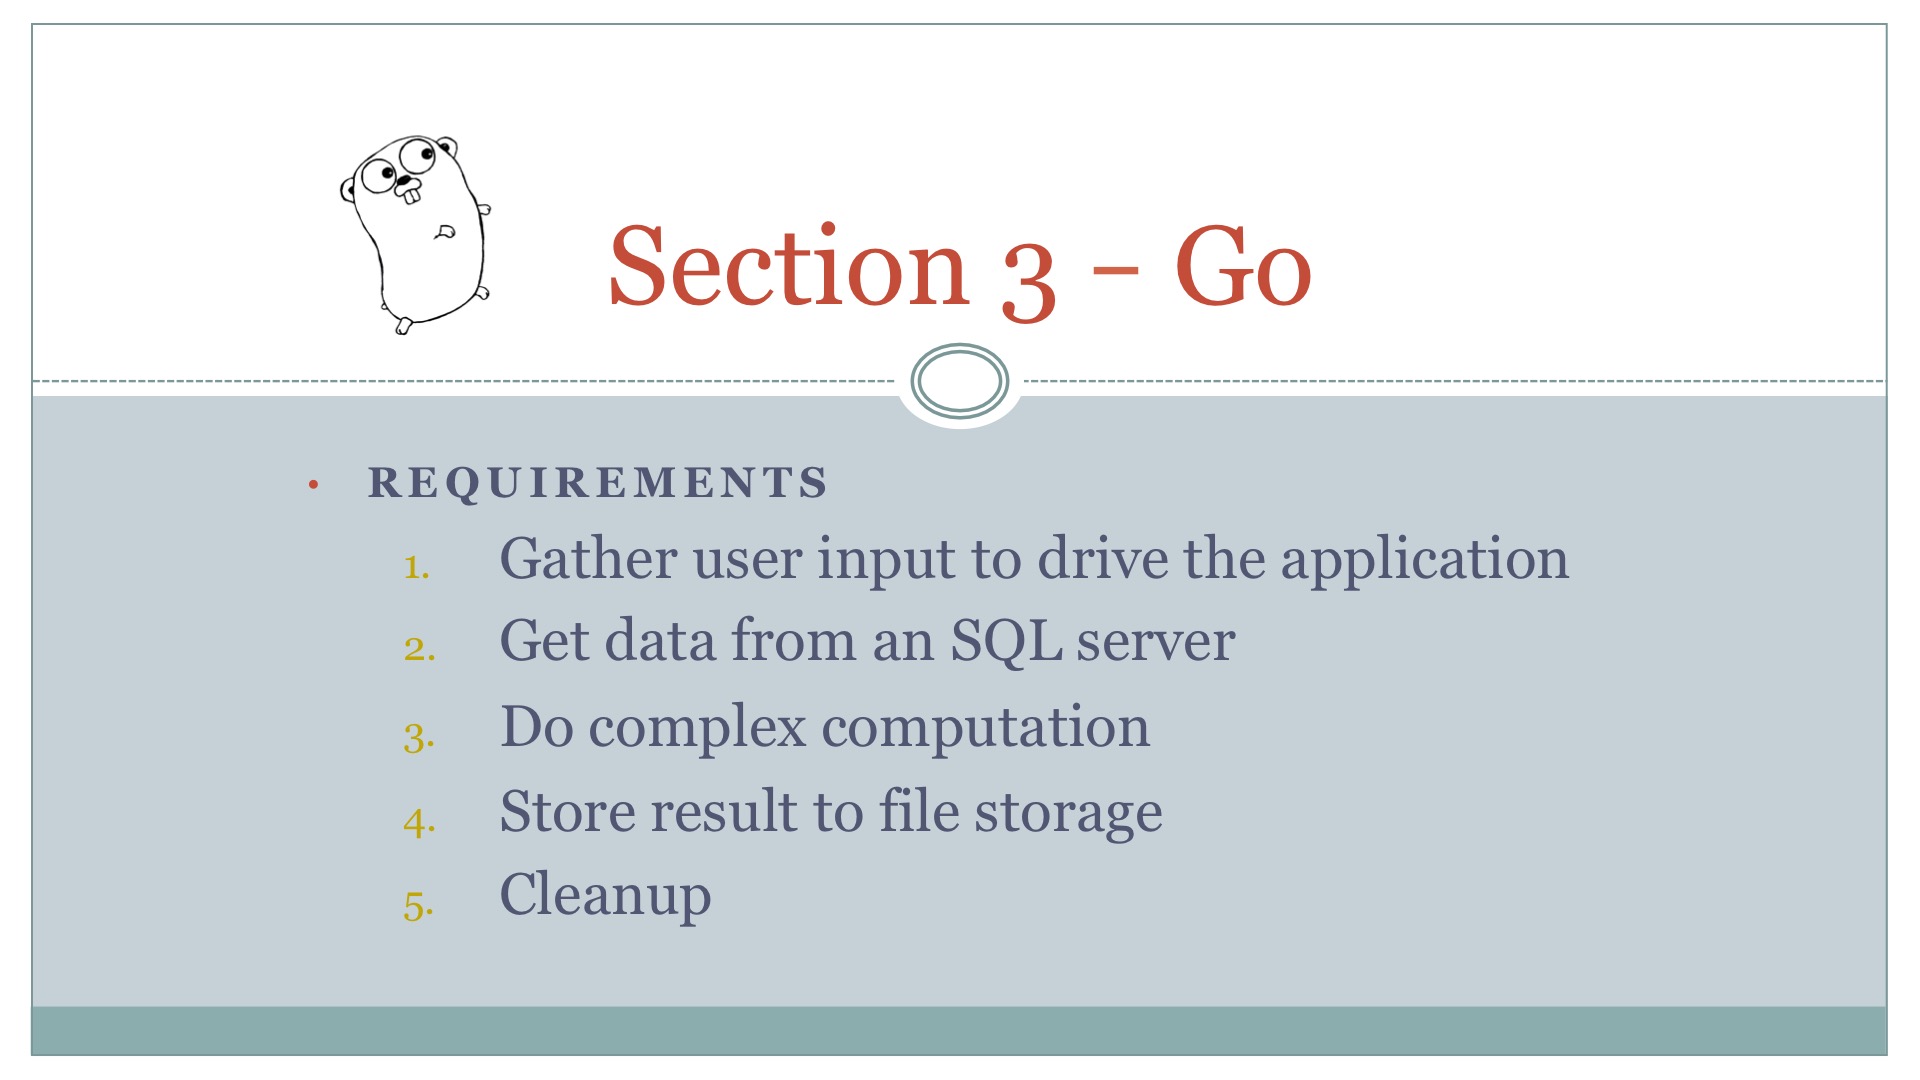 Section 3 – Go
• REQUIREMENTS
1. Gather user input to drive the application
2. Get data from an SQL server
3. Do complex computation
4. Store result to file storage
5. Cleanup